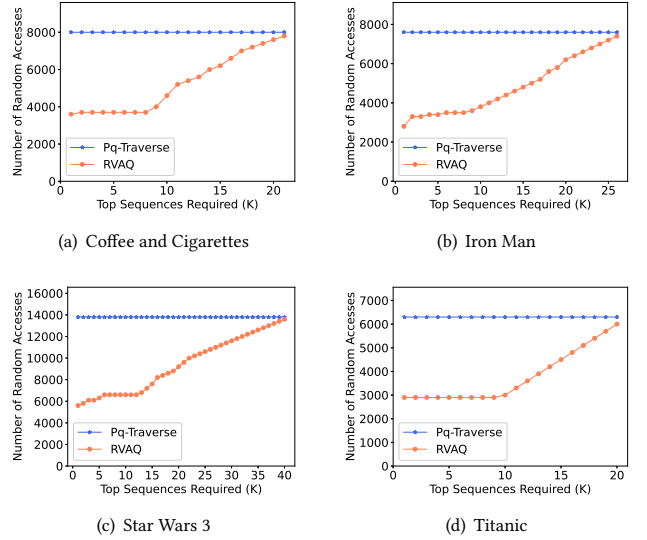 8000
6000
4000
2000
0
0 5 10 15 20
Number of Random Accesses
Top Sequences Required (K)
Pq-Traverse
RVAQ
(a) Coffee and Cigarettes
8000
6000
4000
2000
0
0 5 10 15 20 25
Number of Random Accesses
Top Sequences Required (K)
Pq-Traverse
RVAQ
(b) Iron Man
16000
14000
12000
10000
8000
6000
4000
2000
0
0 5 10 15 20 25 30 35 40
Number of Random Accesses
Top Sequences Required (K)
Pq-Traverse
RVAQ
(c) Star Wars 3
7000
6000
5000
4000
3000
2000
1000
0
0 5 10 15 20
Number of Random Accesses
Top Sequences Required (K)
Pq-Traverse
RVAQ
(d) Titanic